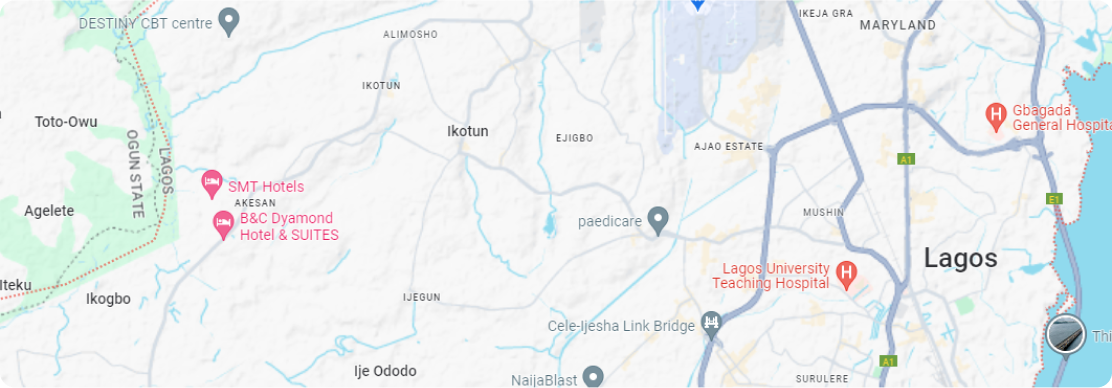 IKEJA GRA
DESTINY CBT centre
MARYLAND
ALIMOSHO
IKOTUN
Gbagada
General Hospita
Toto-Owu
Ikotun
EJIGBO
AJAO ESTATE
A1
OGUN STATE
LAGOS
SMT Hotels
AKESAN
E1
Agelete
B&C Dyamond
Hotel & SUITES
paedicare
MUSHIN
Lagos
Lagos University
Teaching Hospital
Iteku
Ikogbo
IJEGUN
Cele-Ijesha Link Bridge
Thi
A1
Ije Ododo
NaijaBlast
SURULERE